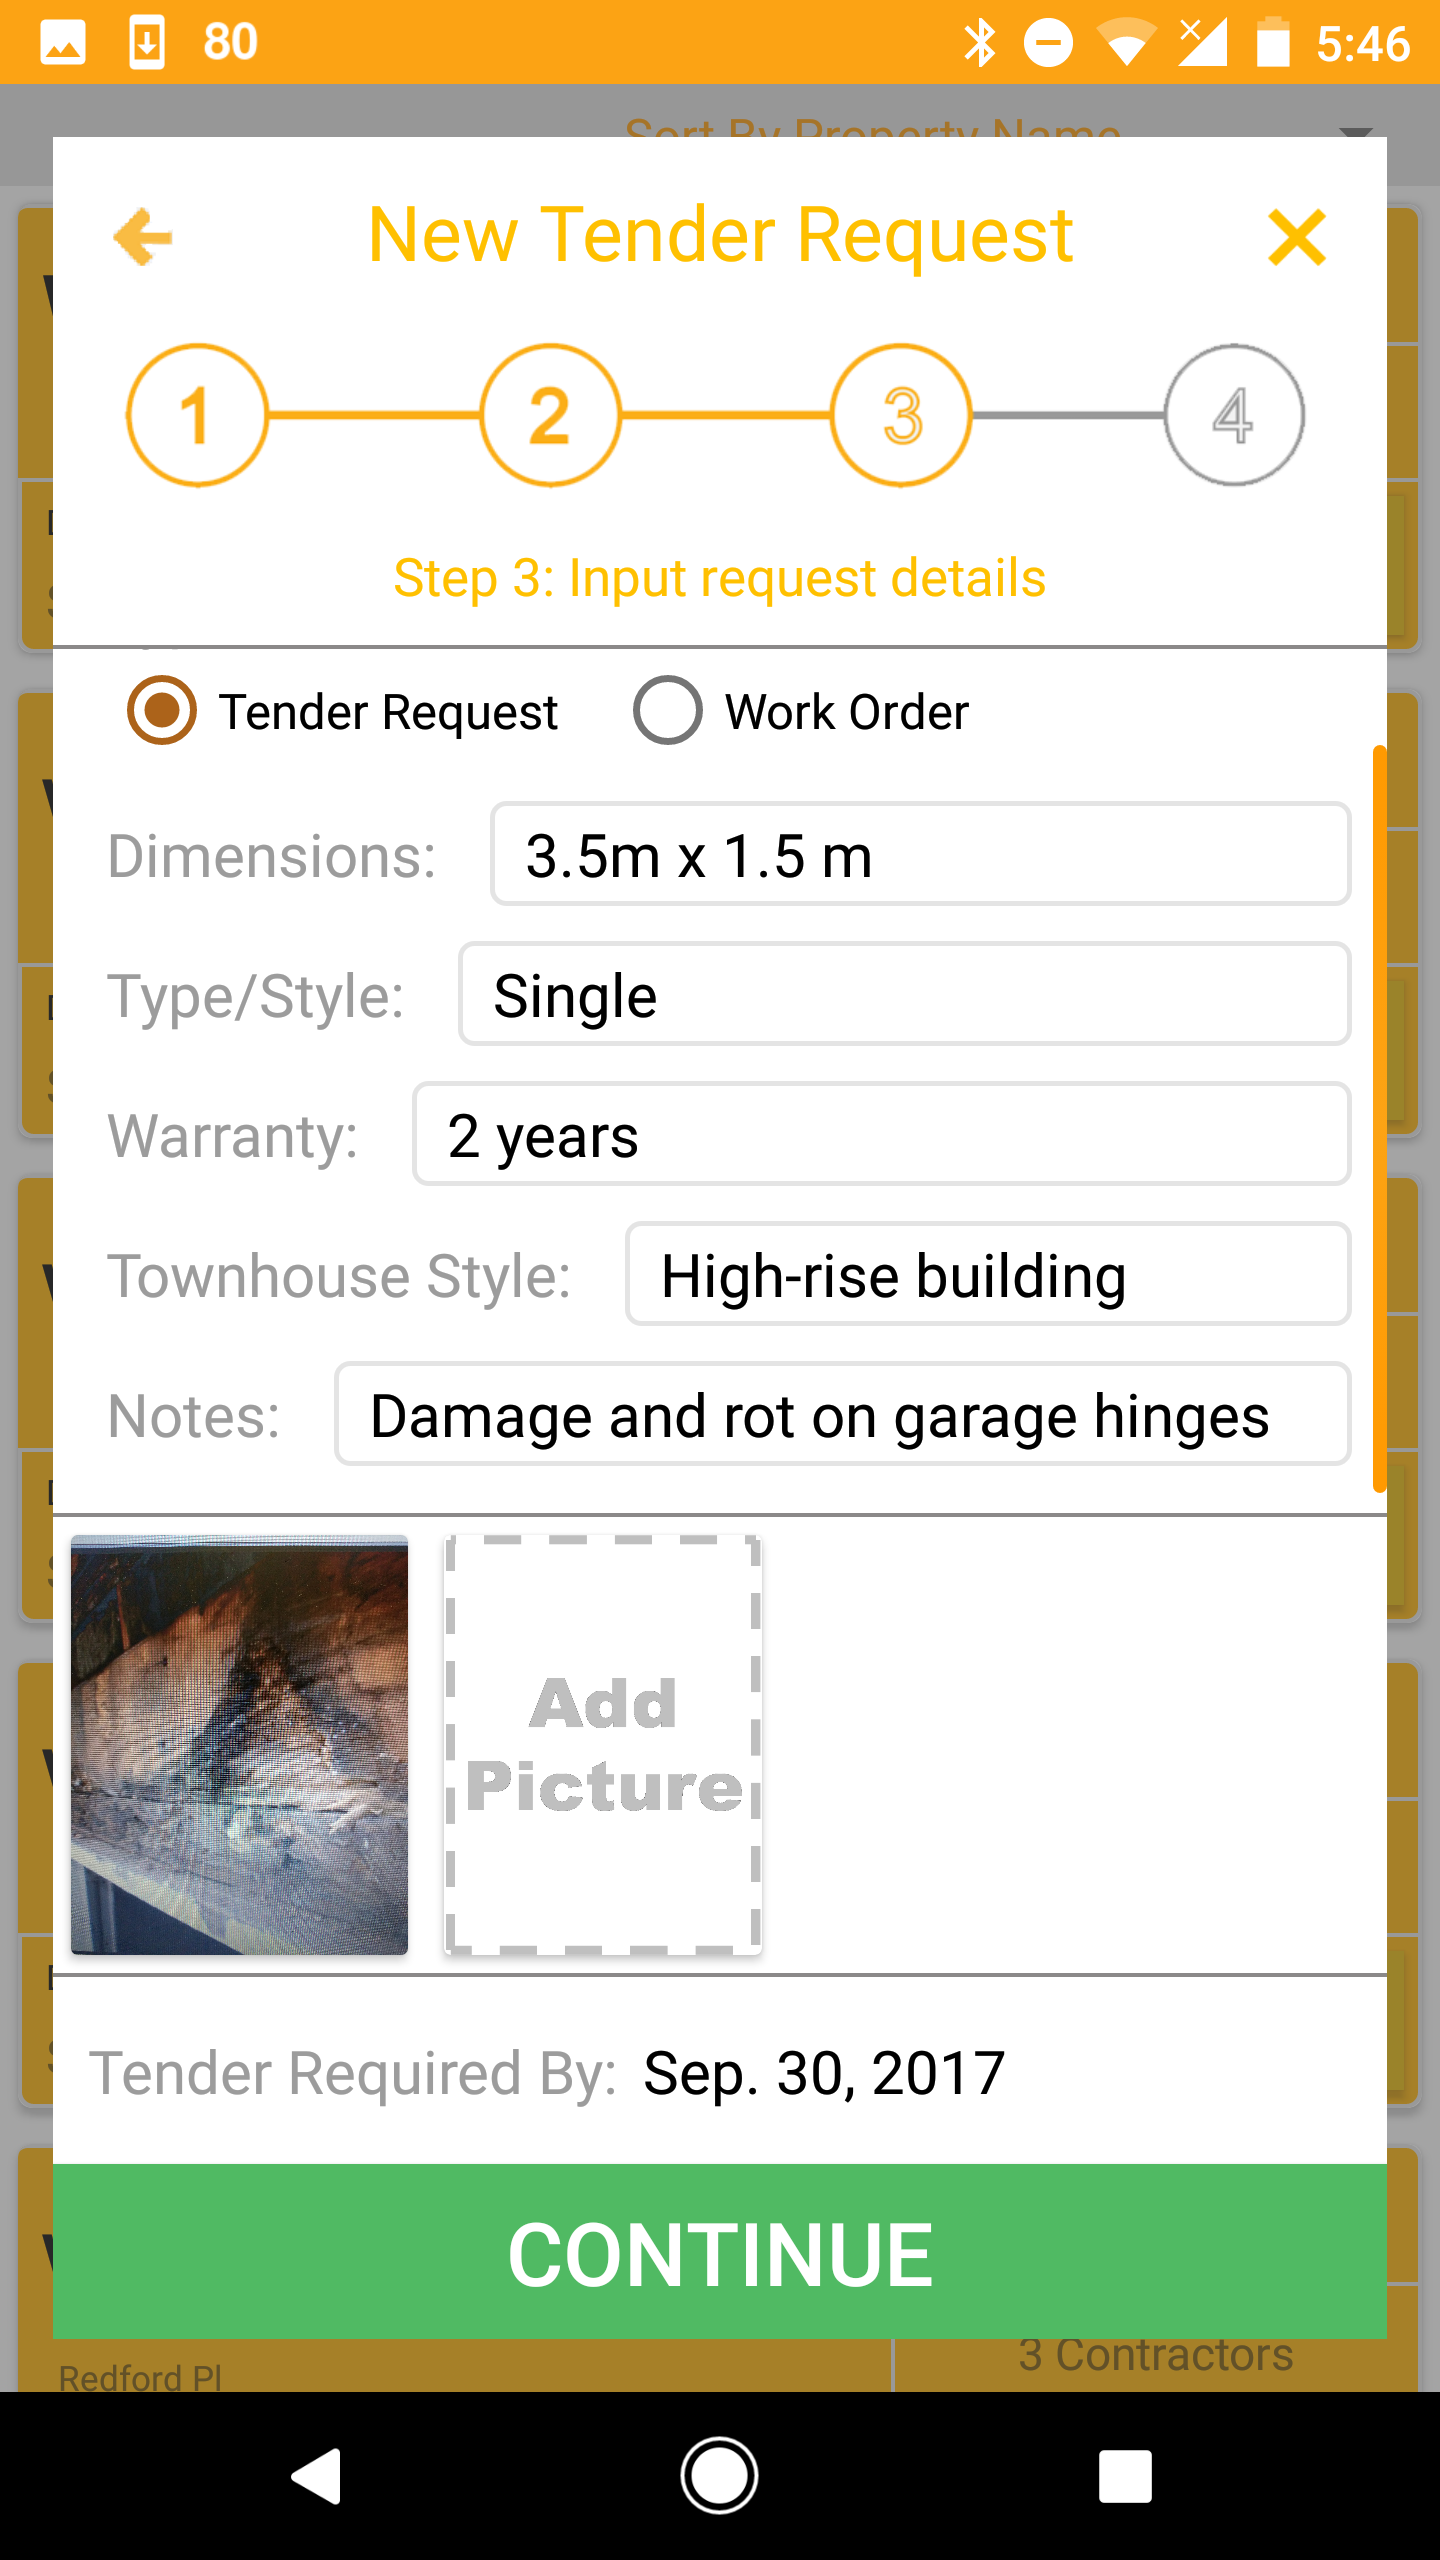 80
5:46
Sort By Property Name
New Tender Request
1 2 3 4
Step 3: Input request details
Tender Request Work Order
Dimensions: 3.5m x 1.5 m
Type/Style: Single
Warranty: 2 years
Townhouse Style: High-rise building
Notes: Damage and rot on garage hinges
Add
Picture
Tender Required By: Sep. 30, 2017
CONTINUE
3 Contractors
Redford Pl